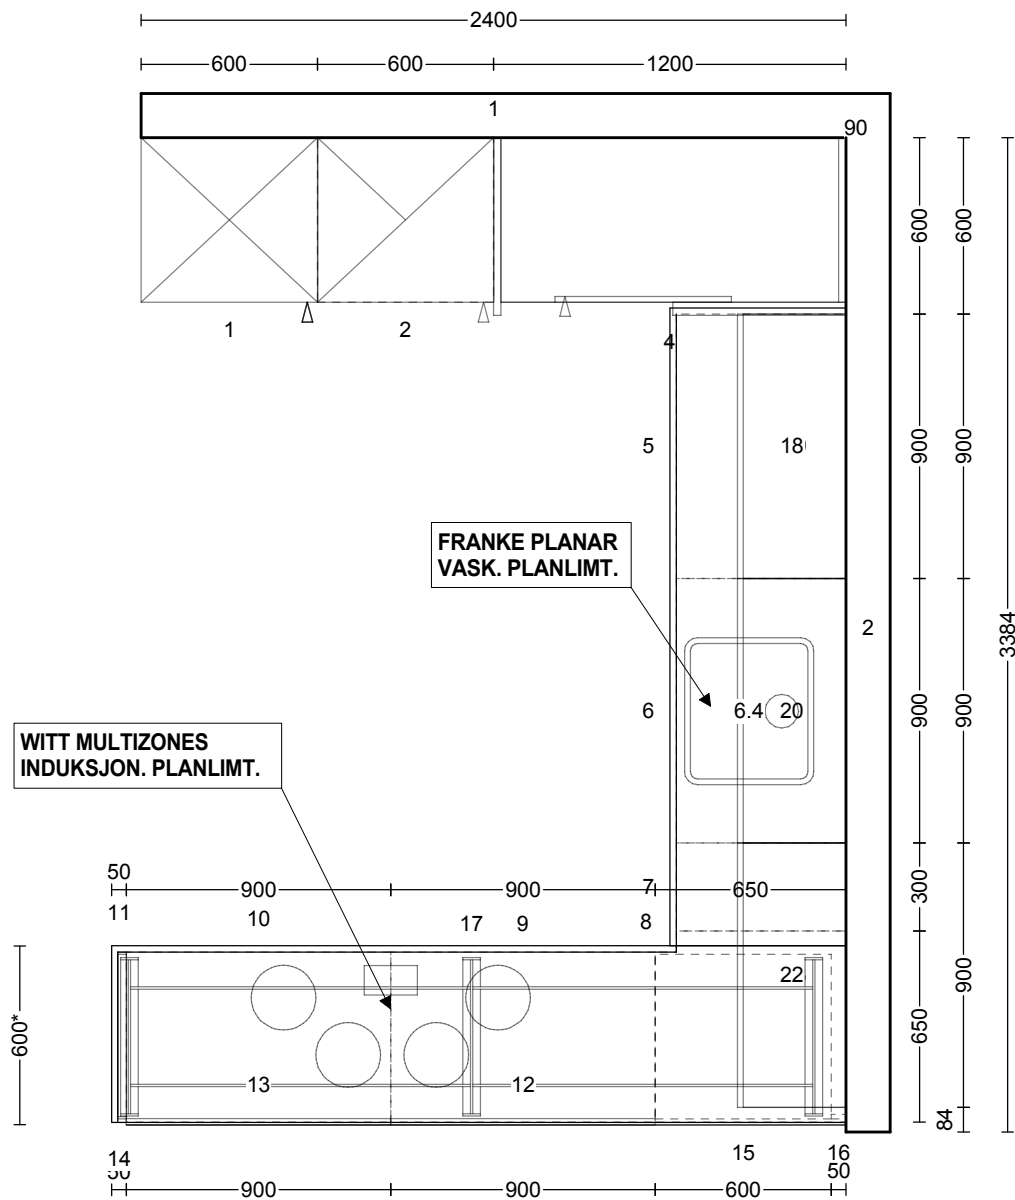 2400
600 600 1200
1
90
600 600
1 2
4
5 18 900 900
FRANKE PLANAR
VASK. PLANLIMT.
2 3384
6 6.4 20 900 900
WITT MULTIZONES
INDUKSJON. PLANLIMT.
50 7 300
900 900 650
11 10 17 9 8
22 900
600* 650
13 12
84
14 15 16
50 50
900 900 600